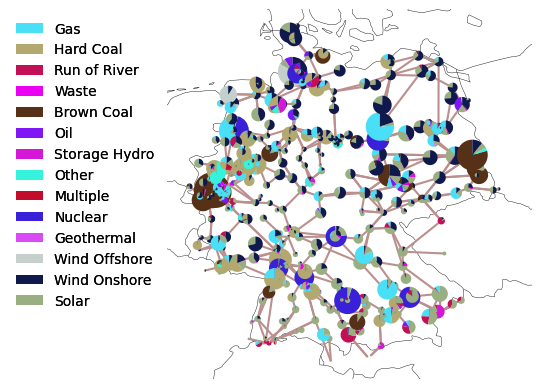 Gas
Hard Coal
Run of River
Waste
Brown Coal
Oil
Storage Hydro
Other
Multiple
Nuclear
Geothermal
Wind Offshore
Wind Onshore
Solar